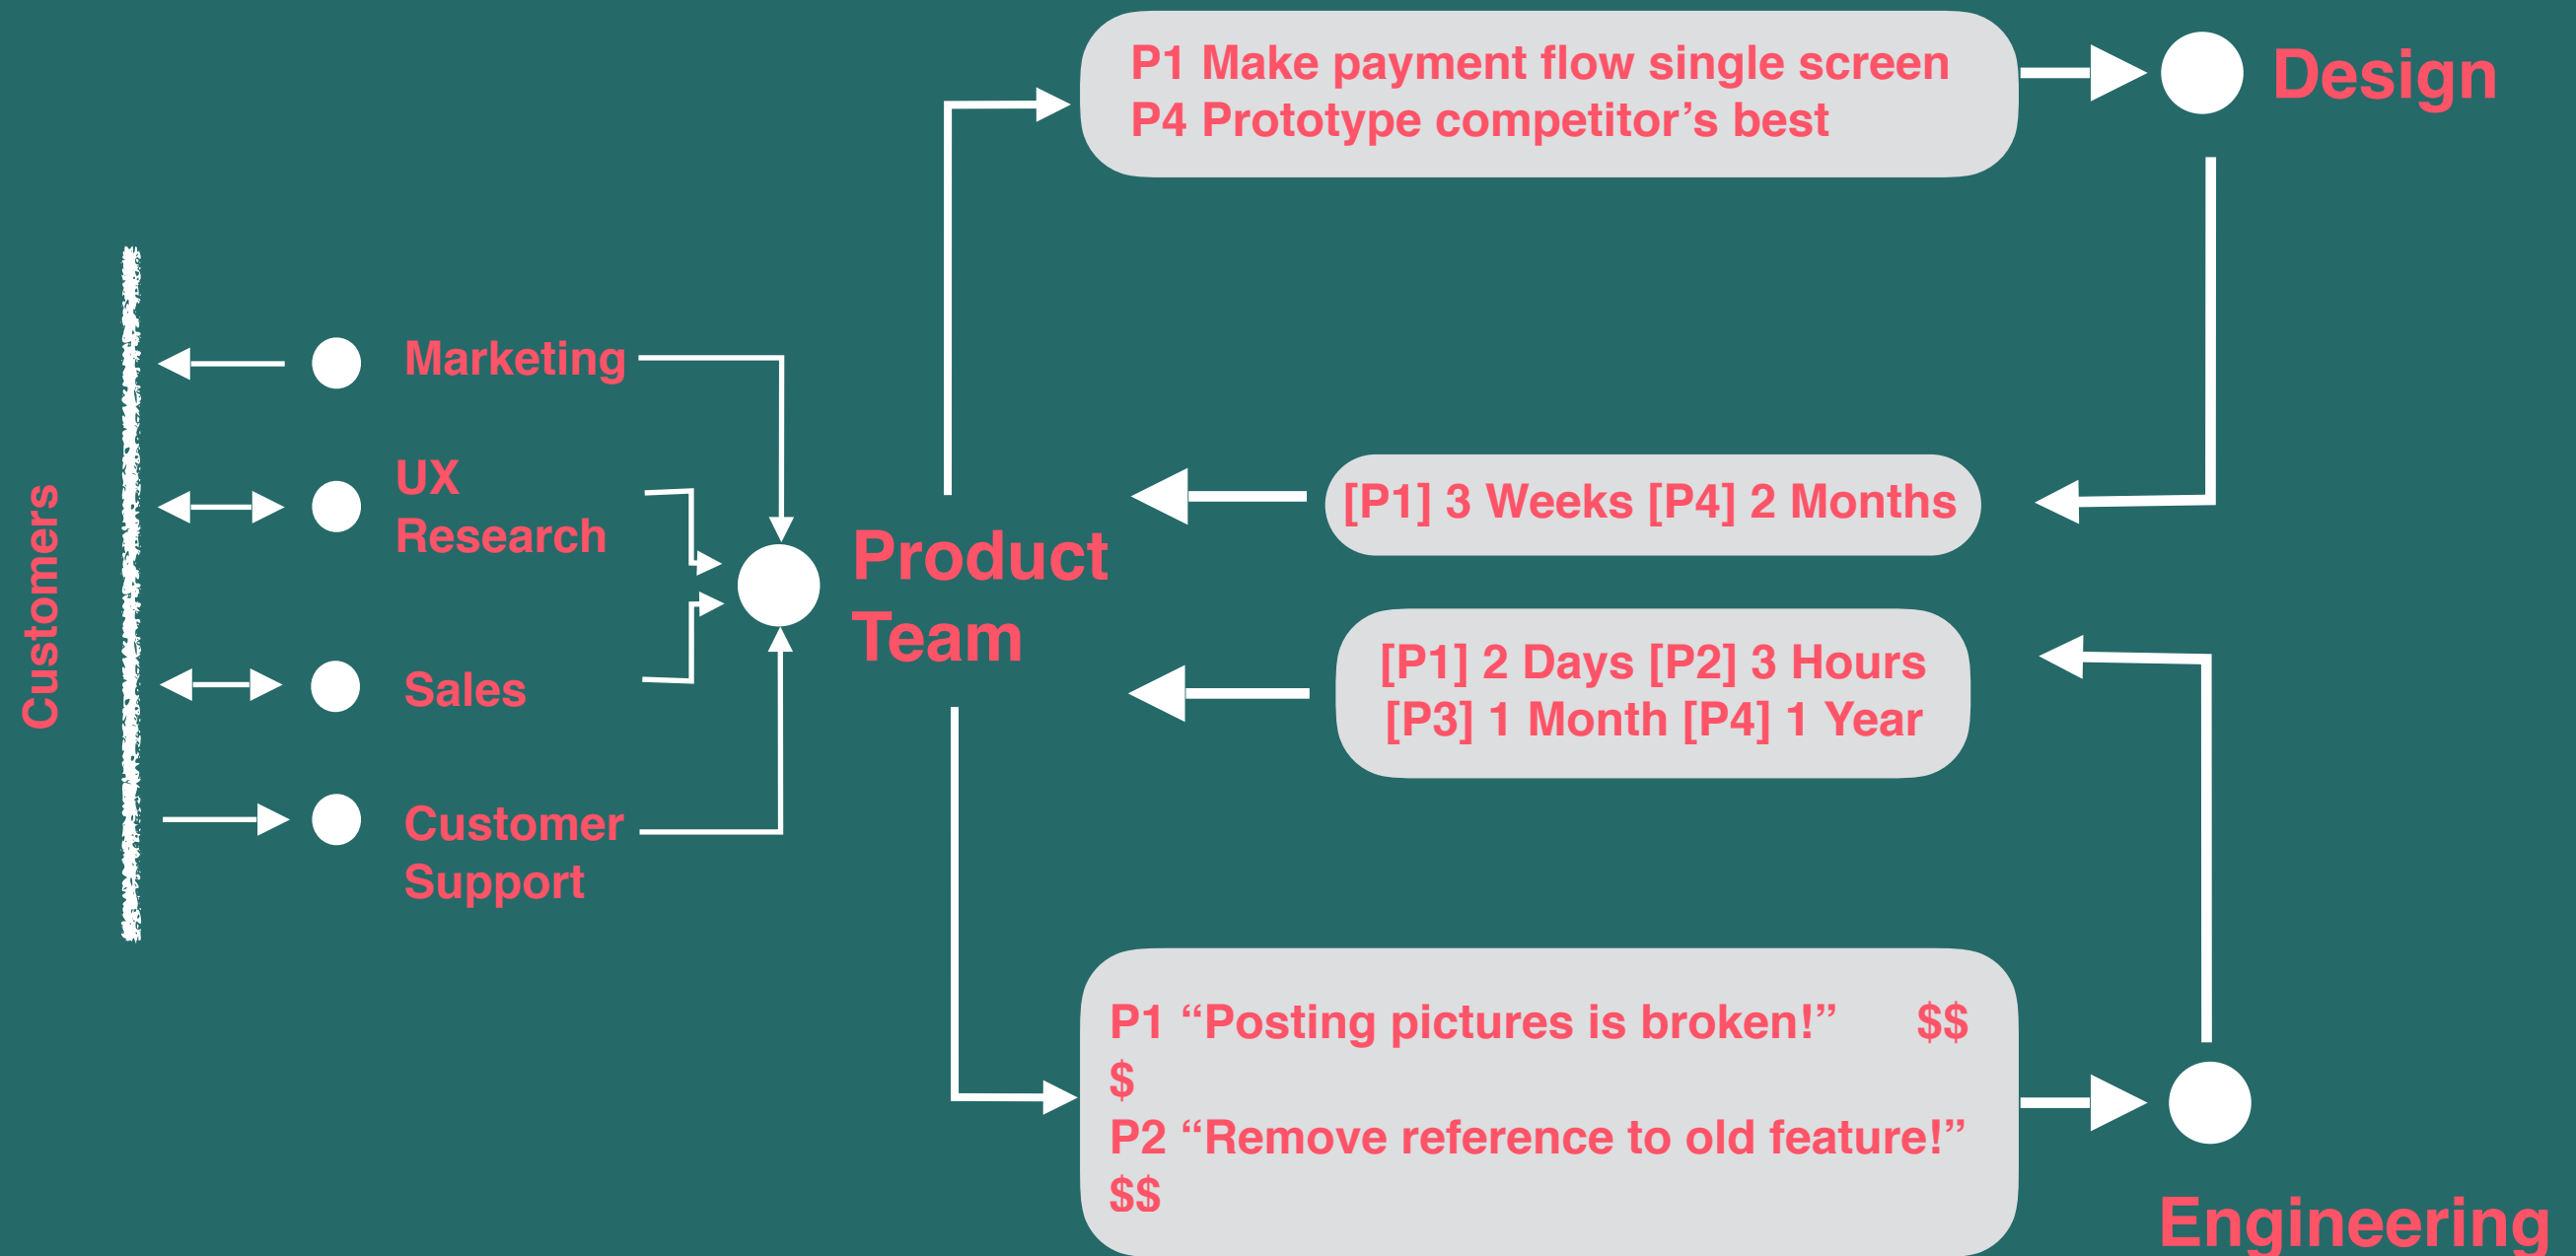 P1 Make payment flow single screen
P4 Prototype competitor’s best
Design
Customers
Marketing
UX
Research
Sales
Customer
Support
Product
Team
[P1] 3 Weeks [P4] 2 Months
[P1] 2 Days [P2] 3 Hours
[P3] 1 Month [P4] 1 Year
P1 “Posting pictures is broken!” $$
$
P2 “Remove reference to old feature!”
$$
Engineering